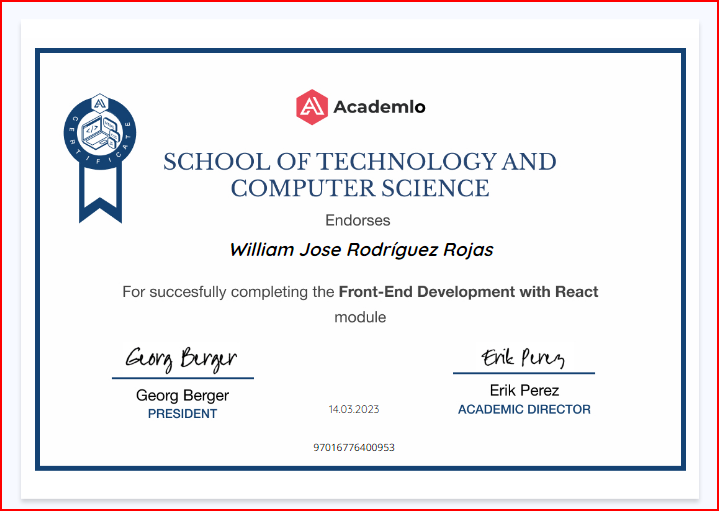 Academlo
CERTIFICATE
SCHOOL OF TECHNOLOGY AND
COMPUTER SCIENCE
Endorses
William Jose Rodríguez Rojas
For succesfully completing the Front-End Development with React
module
Georg Berger
Erik Perez
Georg Berger
Erik Perez
PRESIDENT
14.03.2023
ACADEMIC DIRECTOR
97016776400953